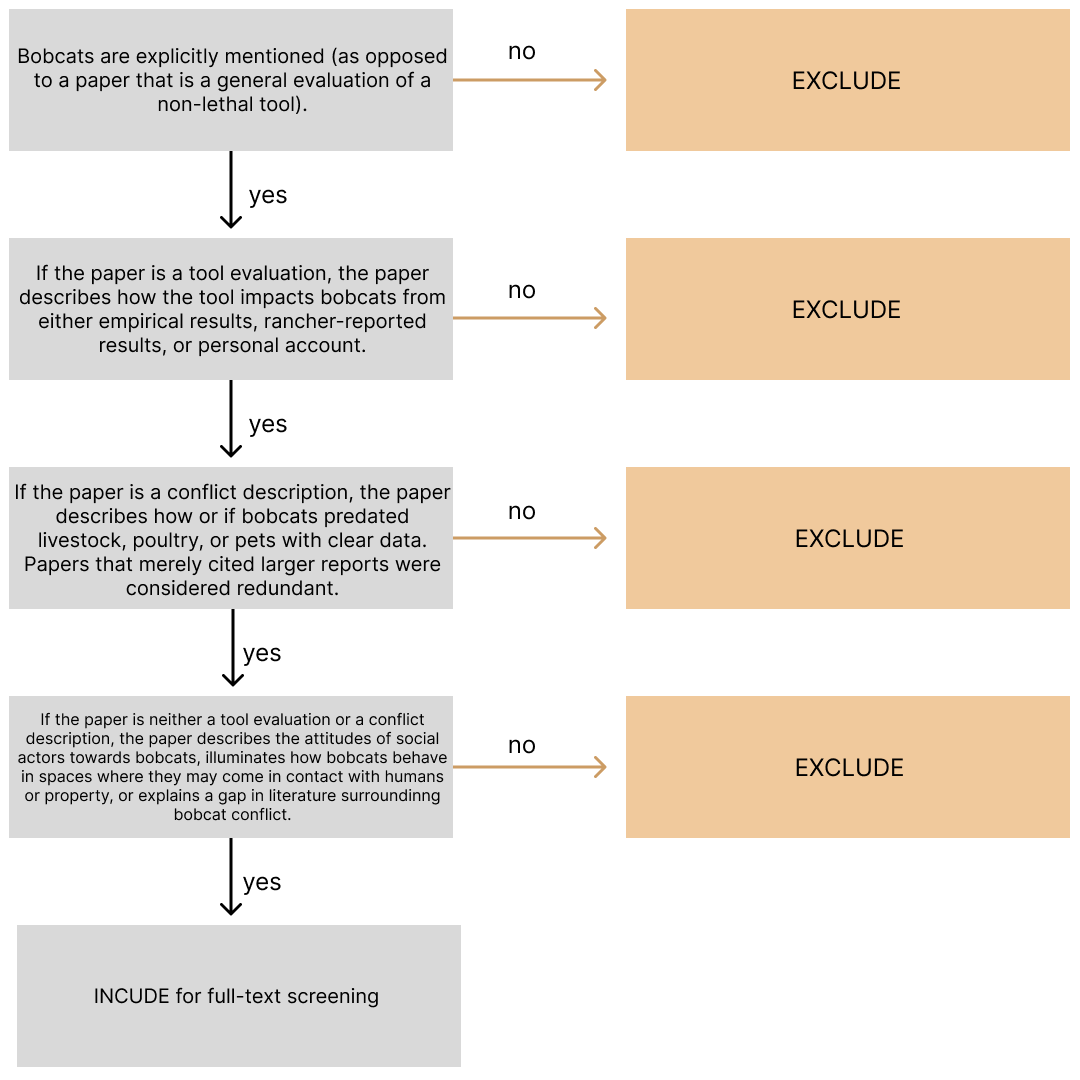 Bobcats are explicitly mentioned (as opposed
to a paper that is a general evaluation of a
non-lethal tool).
no
EXCLUDE
yes
If the paper is a tool evaluation, the paper
describes how the tool impacts bobcats from
either empirical results, rancher-reported
results, or personal account.
no
EXCLUDE
yes
If the paper is a conflict description, the paper
describes how or if bobcats predated
livestock, poultry, or pets with clear data.
Papers that merely cited larger reports were
considered redundant.
no
EXCLUDE
yes
If the paper is neither a tool evaluation or a conflict
description, the paper describes the attitudes of social
actors towards bobcats, illuminates how bobcats behave
in spaces where they may come in contact with humans
or property, or explains a gap in literature surroundinng
bobcat conflict.
no
EXCLUDE
yes
INCUDE for full-text screening